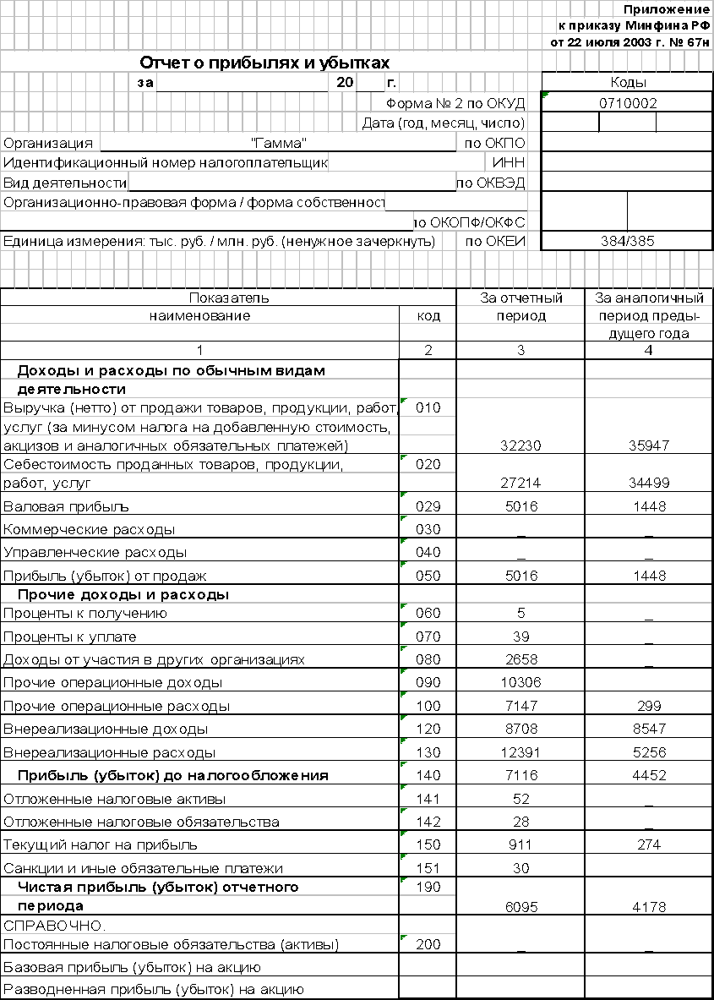 Приложение
к приказу Минфина РФ
от 22 июля 2003 г. № 67н
Отчет о прибылях и убытках
за 20 г.
Коды
Форма № 2 по ОКУД 0710002
Дата (год, месяц, число)
Организация "Гамма" по ОКПО
Идентификационный номер налогоплательщик ИНН
Вид деятельности по ОКВЭД
Организационно-правовая форма / форма собственност
по ОКОПФ/ОКФС
Единица измерения: тыс. руб. / млн. руб. (ненужное зачеркнуть) по ОКЕИ 384/385
Показатель За отчетный За аналогичный
наименование код период период преды-
дущего года
1 2 3 4
Доходы и расходы по обычным видам
деятельности
Выручка (нетто) от продажи товаров, продукции, работ, 010
услуг (за минусом налога на добавленную стоимость,
акцизов и аналогичных обязательных платежей) 32230 35947
Себестоимость проданных товаров, продукции, 020
работ, услуг 27214 34499
Валовая прибыль 029 5016 1448
Коммерческие расходы 030 _ _
Управленческие расходы 040 _ _
Прибыль (убыток) от продаж 050 5016 1448
Прочие доходы и расходы
Проценты к получению 060 5 _
Проценты к уплате 070 39 _
Доходы от участия в других организациях 080 2658 _
Прочие операционные доходы 090 10306
Прочие операционные расходы 100 7147 299
Внереализационные доходы 120 8708 8547
Внереализационные расходы 130 12391 5256
Прибыль (убыток) до налогообложения 140 7116 4452
Отложенные налоговые активы 141 52 _
Отложенные налоговые обязательства 142 28 _
Текущий налог на прибыль 150 911 274
Санкции и иные обязательные платежи 151 30
Чистая прибыль (убыток) отчетного 190
периода 6095 4178
СПРАВОЧНО.
Постоянные налоговые обязательства (активы) 200 _ _
Базовая прибыль (убыток) на акцию
Разводненная прибыль (убыток) на акцию